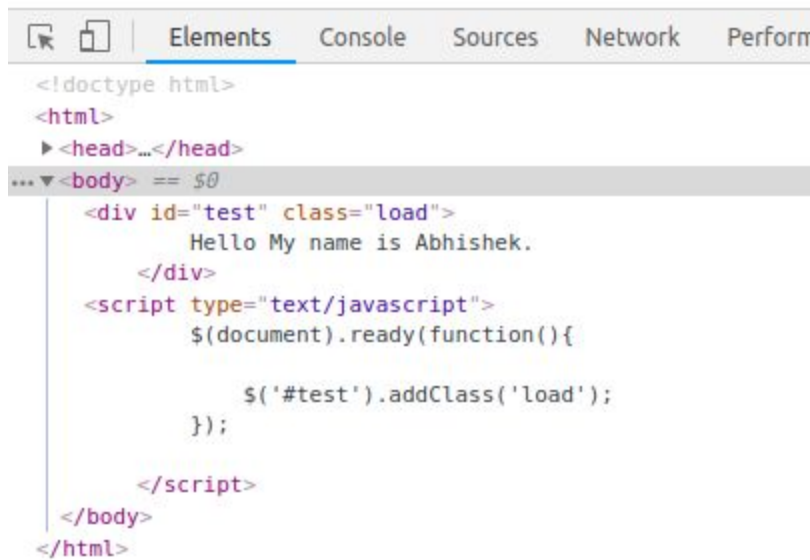 Elements Console Sources Network Perform
<!doctype html>
<html>
▶<head>…</head>
…▼<body> == $0
<div id="test" class="load">
Hello My name is Abhishek.
</div>
<script type="text/javascript">
$(document).ready(function(){
$('#test').addClass('load');
});
</script>
</body>
</html>